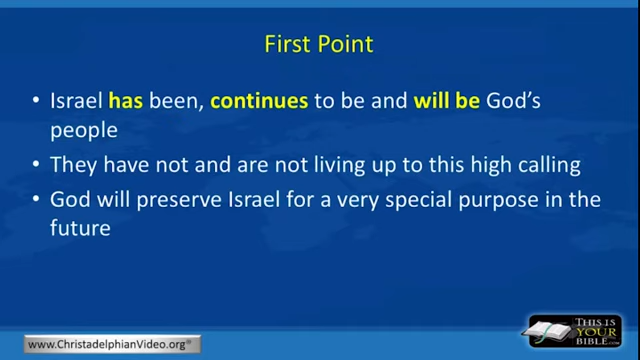 First Point
• Israel has been, continues to be and will be God's
people
• They have not and are not living up to this high calling
• God will preserve Israel for a very special purpose in the
future
www.ChristadelphianVideo.org®
THIS IS
YOUR
BIBLE.COM